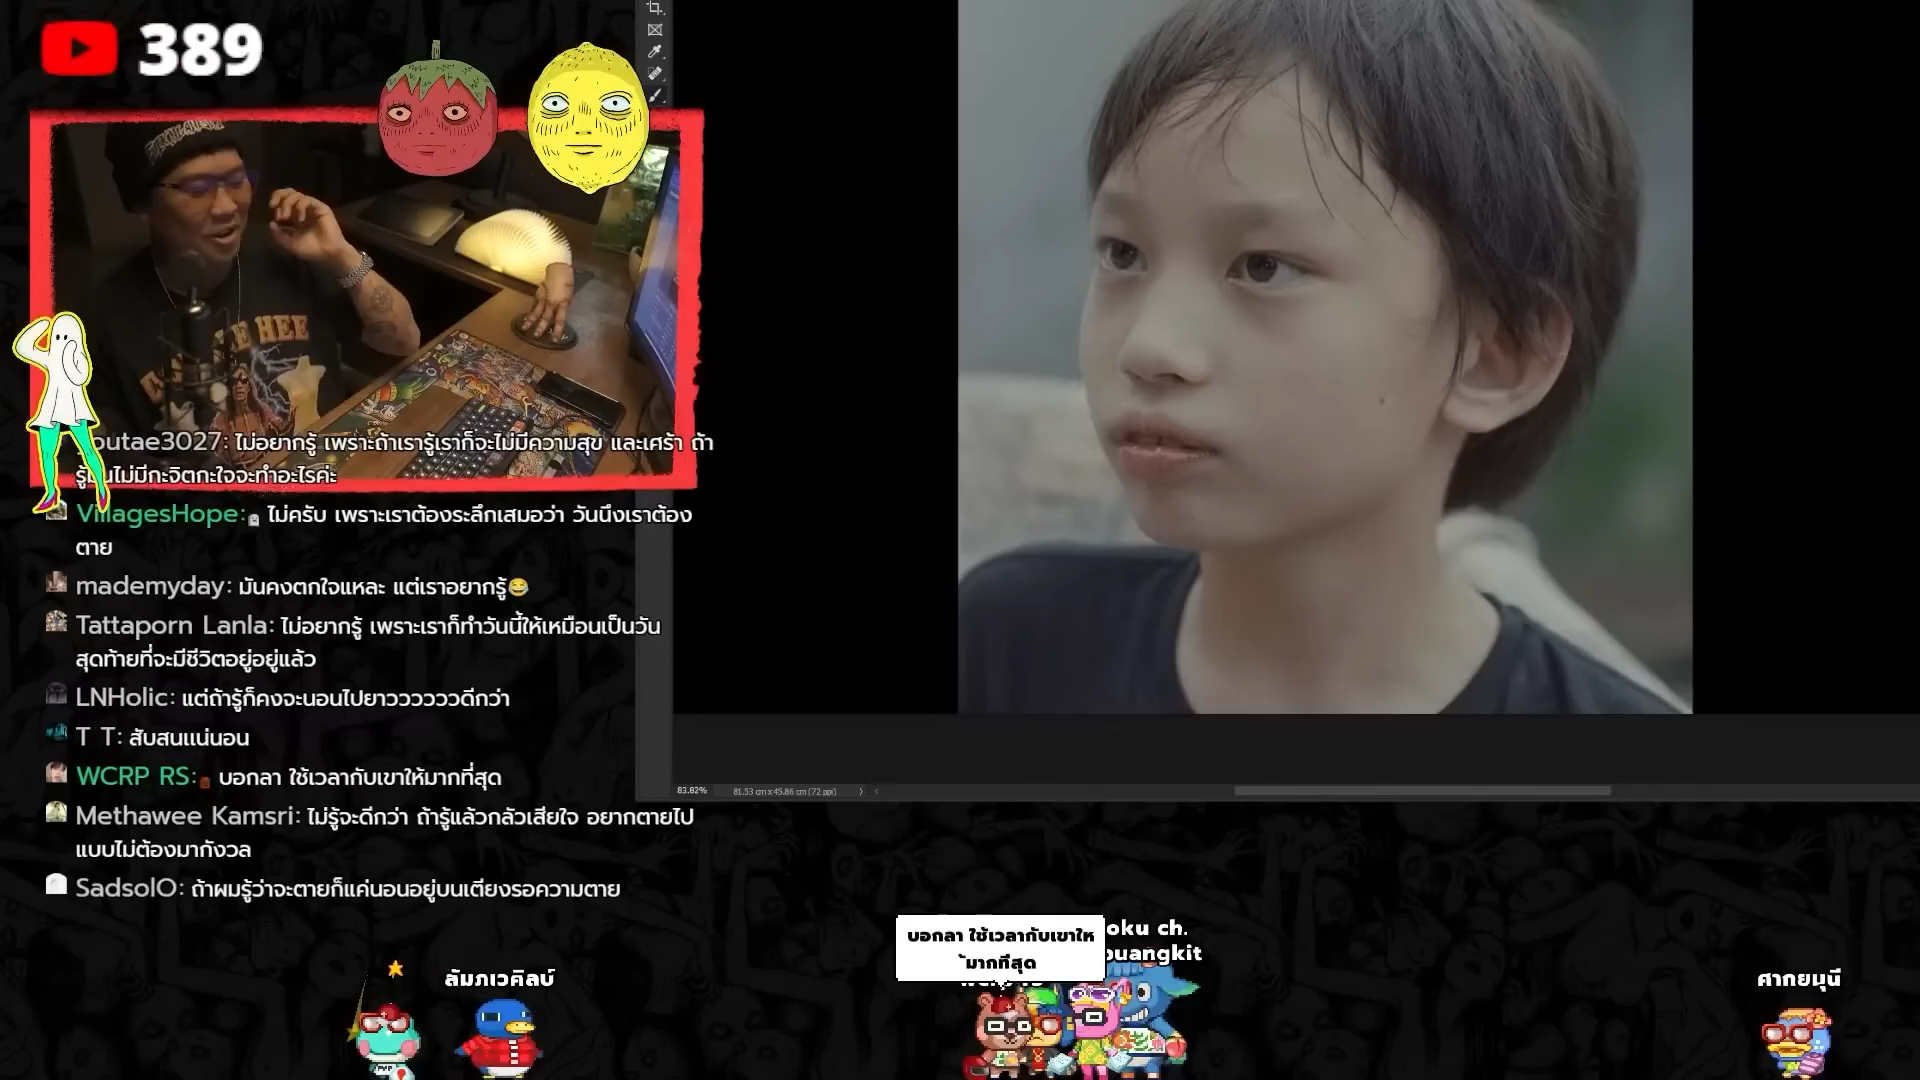 389
outae3027: ไม่อยากรู้ เพราะถ้าเรารู้เราก็จะไม่มีความสุข และเศร้า ถ้า
รู้ ไม่มีกะจิตกะใจจะทำอะไรค่ะ
VillagesHope: ไม่ครับ เพราะเราต้องระลึกเสมอว่า วันนึงเราต้อง
ตาย
mademyday: มันคงตกใจแหละ แต่เราอยากรู้😂
Tattaporn Lanla: ไม่อยากรู้ เพราะเราก็ทำวันนี้ให้เหมือนเป็นวัน
สุดท้ายที่จะมีชีวิตอยู่อยู่แล้ว
LNHolic: แต่ถ้ารู้ก็คงจะนอนไปยาวววววววดีกว่า
T T: สับสนแน่นอน
WCRP RS: บอกลา ใช้เวลากับเขาให้มากที่สุด
Methawee Kamsri: ไม่รู้จะดีกว่า ถ้ารู้แล้วกลัวเสียใจ อยากตายไป
แบบไม่ต้องมากังวล
SadsolO: ถ้าผมรู้ว่าจะตายก็แค่นอนอยู่บนเตียงรอความตาย
83.82% 81.53 cm x 45.86 cm (72 ppi)
บอกลา ใช้เวลากับเขาให
้มากที่สุด
oku ch.
ouangkit
ลัมภเวคิลบ์
ศากยมุนี